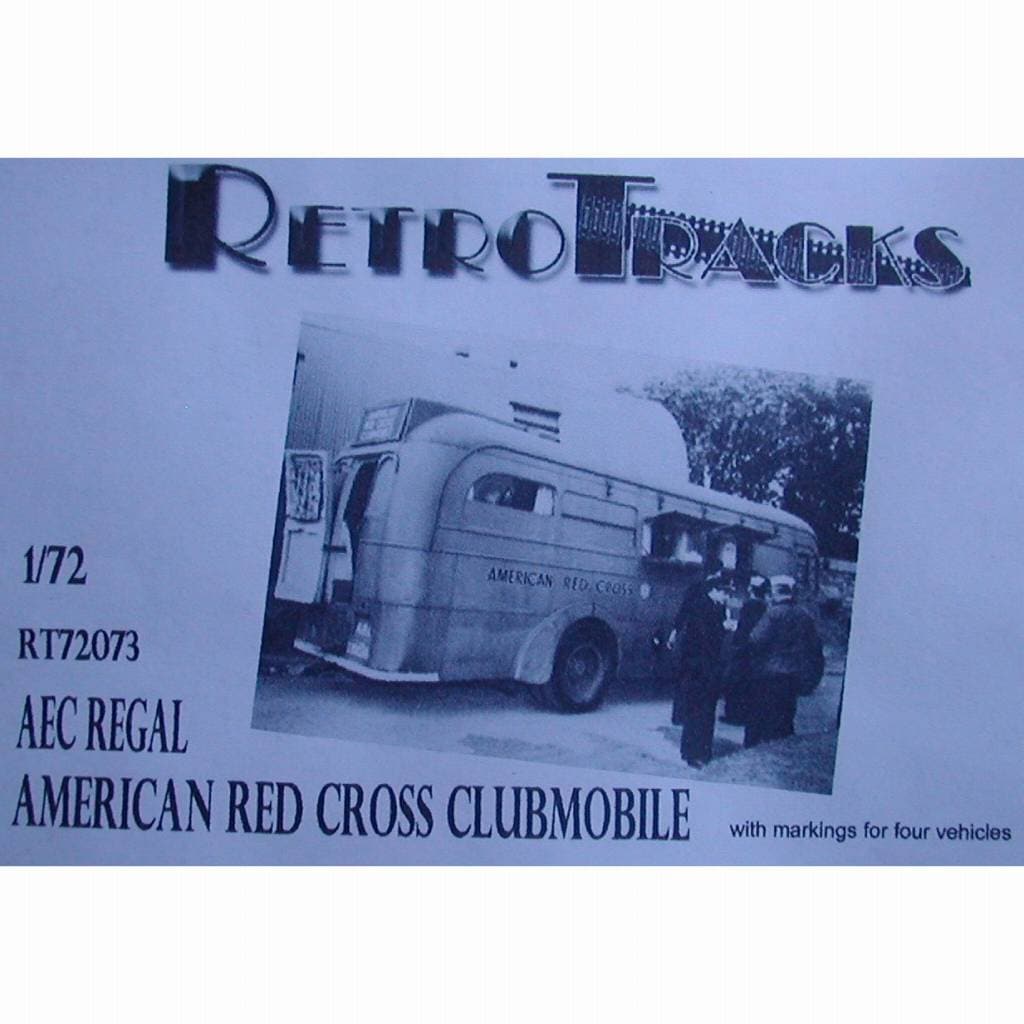 RETROTRACKS
AMERICAN RED CROSS
1/72
RT72073
AEC REGAL
AMERICAN RED CROSS CLUBMOBILE
with markings for four vehicles